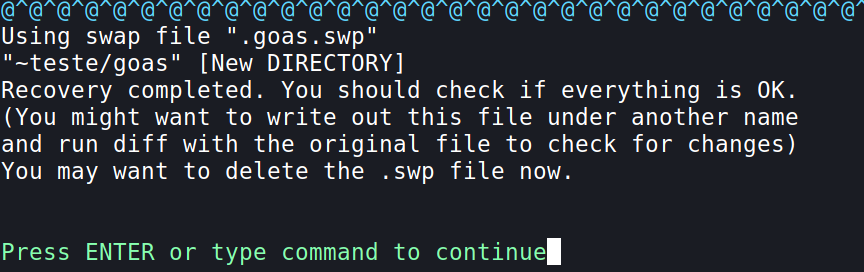 @^@^@^@^@^@^@^@^@^@^@^@^@^@^@^@^@^@^@^@^@^@^@^@^@^@^@^@^@^@^@^
Using swap file ".goas.swp"
"~teste/goas" [New DIRECTORY]
Recovery completed. You should check if everything is OK.
(You might want to write out this file under another name
and run diff with the original file to check for changes)
You may want to delete the .swp file now.
Press ENTER or type command to continue